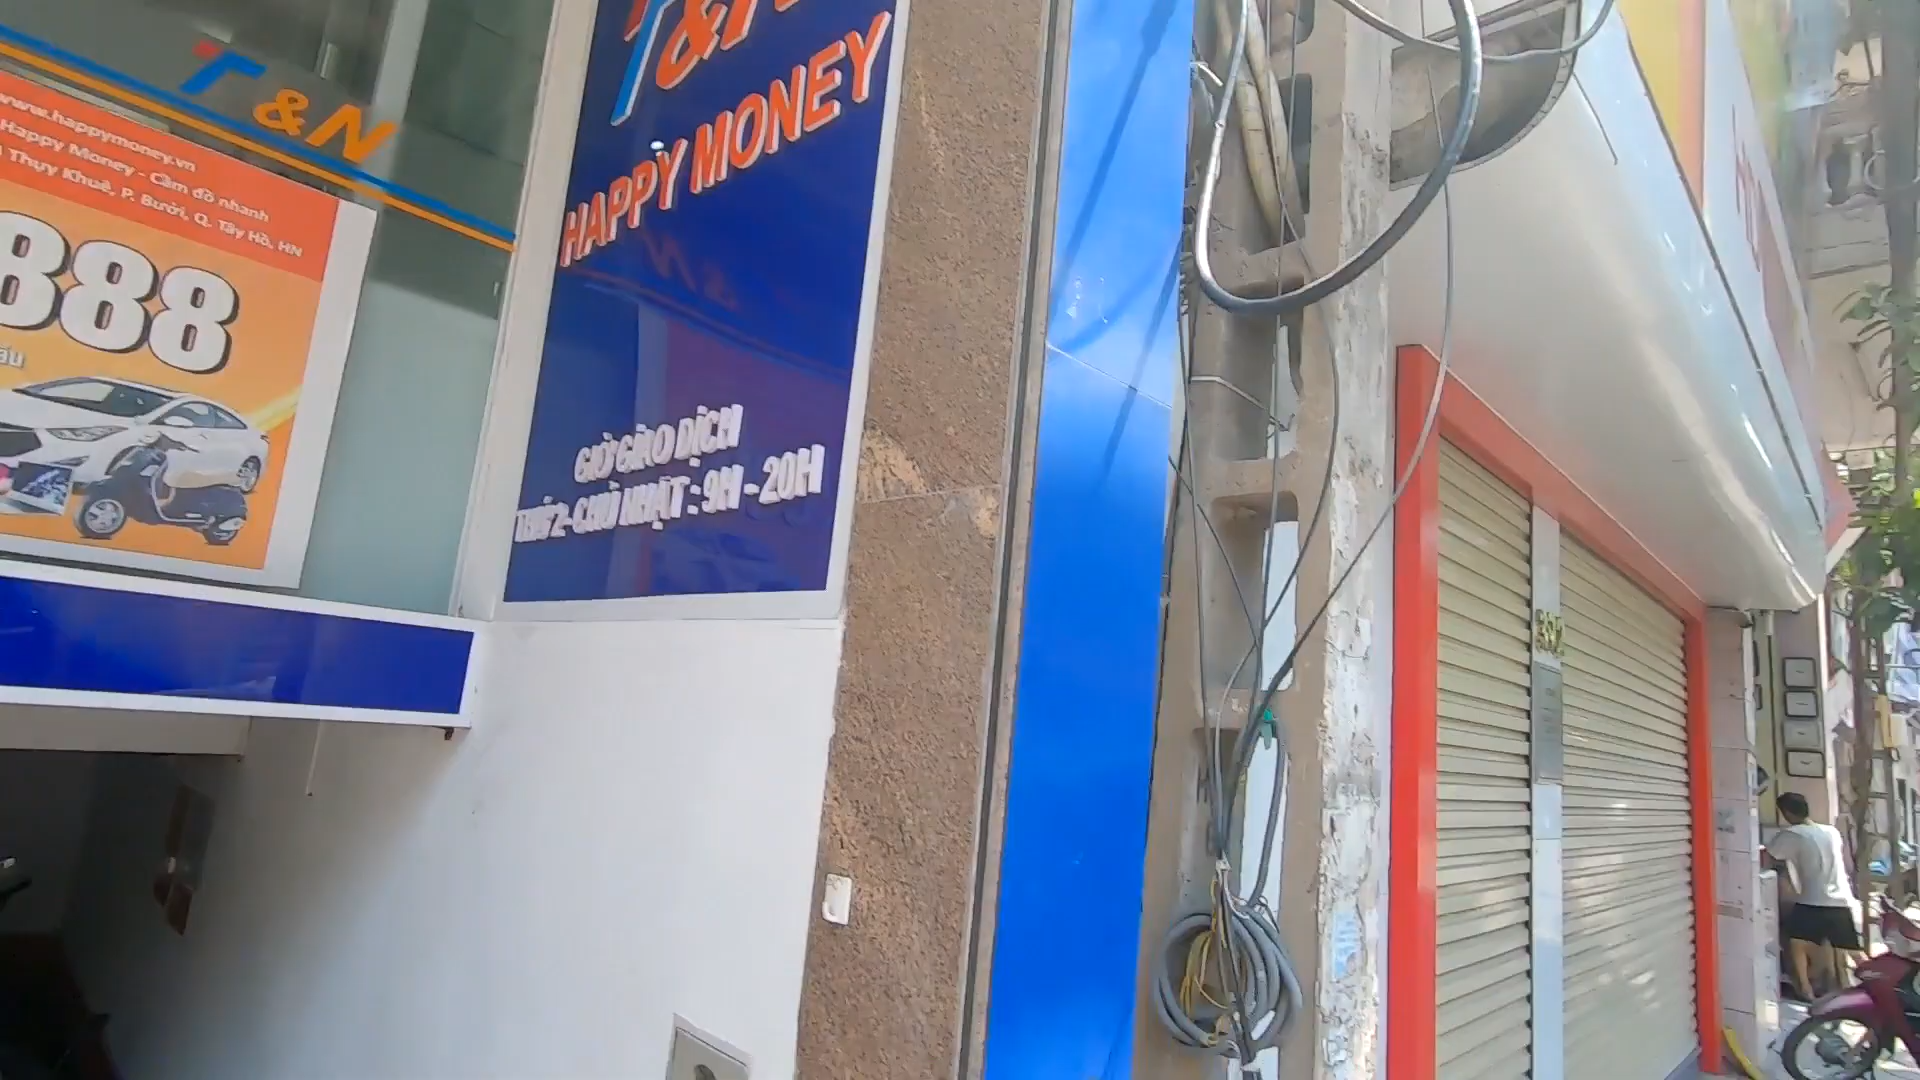 T&N
www.happymoney.vn
Happy Money - Cầm đồ nhanh
Thụy Khuê, P. Bưởi, Q. Tây Hồ, HN
888
T&N
HAPPY MONEY
GIỜ GIAO DỊCH
THỨ 2-CHỦ NHẬT : 9H - 20H